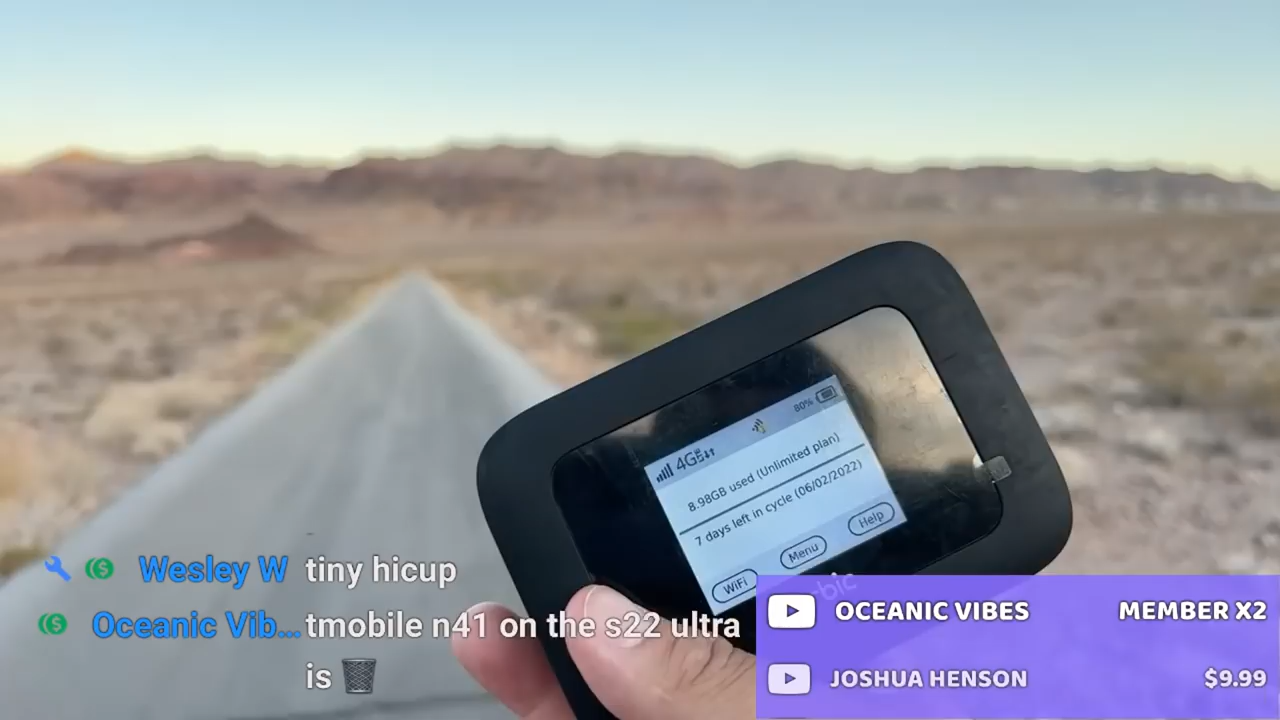 80%
4G
8.98GB used (Unlimited plan)
7 days left in cycle (06/02/2022)
WiFi
Menu
Help
Wesley W tiny hicup
Oceanic Vib... tmobile n41 on the s22 ultra
is 🗑
OCEANIC VIBES MEMBER X2
JOSHUA HENSON $9.99